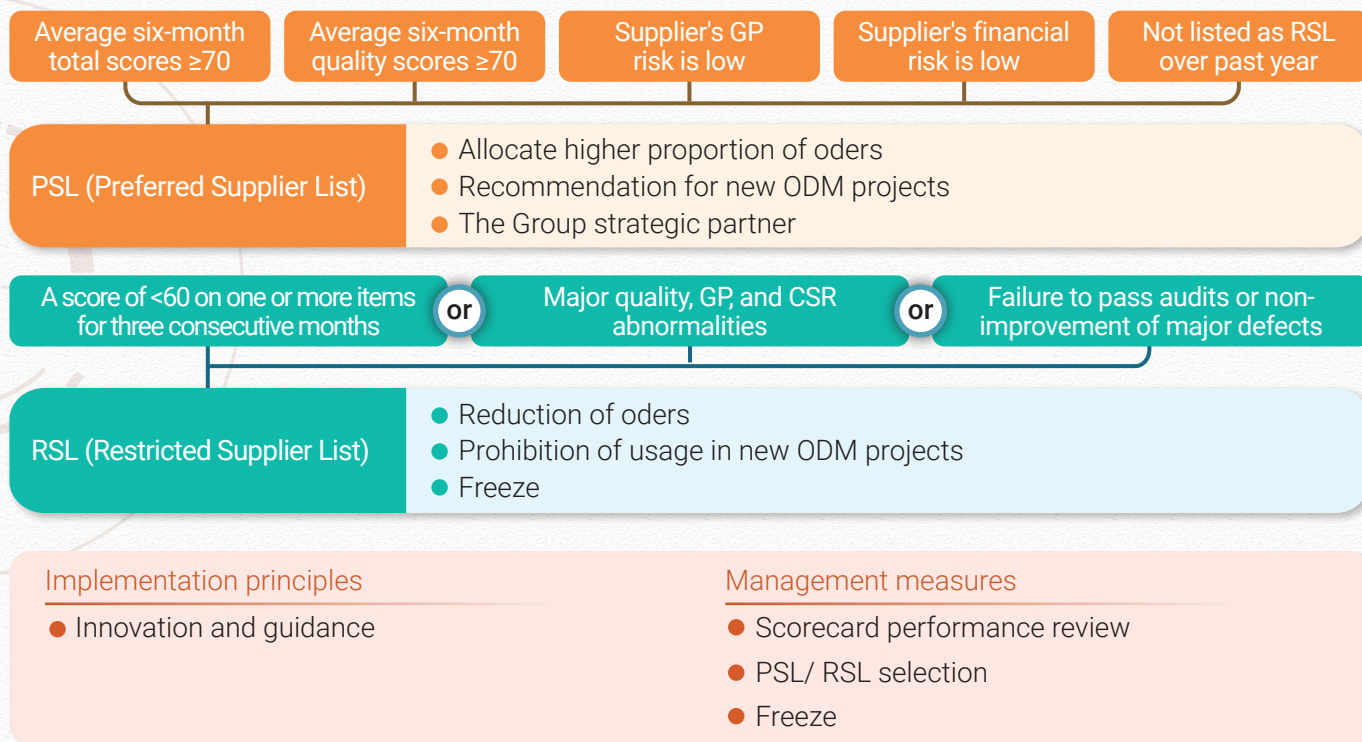 Average six-month
total scores ≥70
Average six-month
quality scores ≥70
Supplier's GP
risk is low
Supplier's financial
risk is low
Not listed as RSL
over past year
PSL (Preferred Supplier List)
Allocate higher proportion of oders
Recommendation for new ODM projects
The Group strategic partner
A score of <60 on one or more items
for three consecutive months
or
Major quality, GP, and CSR
abnormalities
or
Failure to pass audits or non-
improvement of major defects
RSL (Restricted Supplier List)
Reduction of oders
Prohibition of usage in new ODM projects
Freeze
Implementation principles
Innovation and guidance
Management measures
Scorecard performance review
PSL/ RSL selection
Freeze